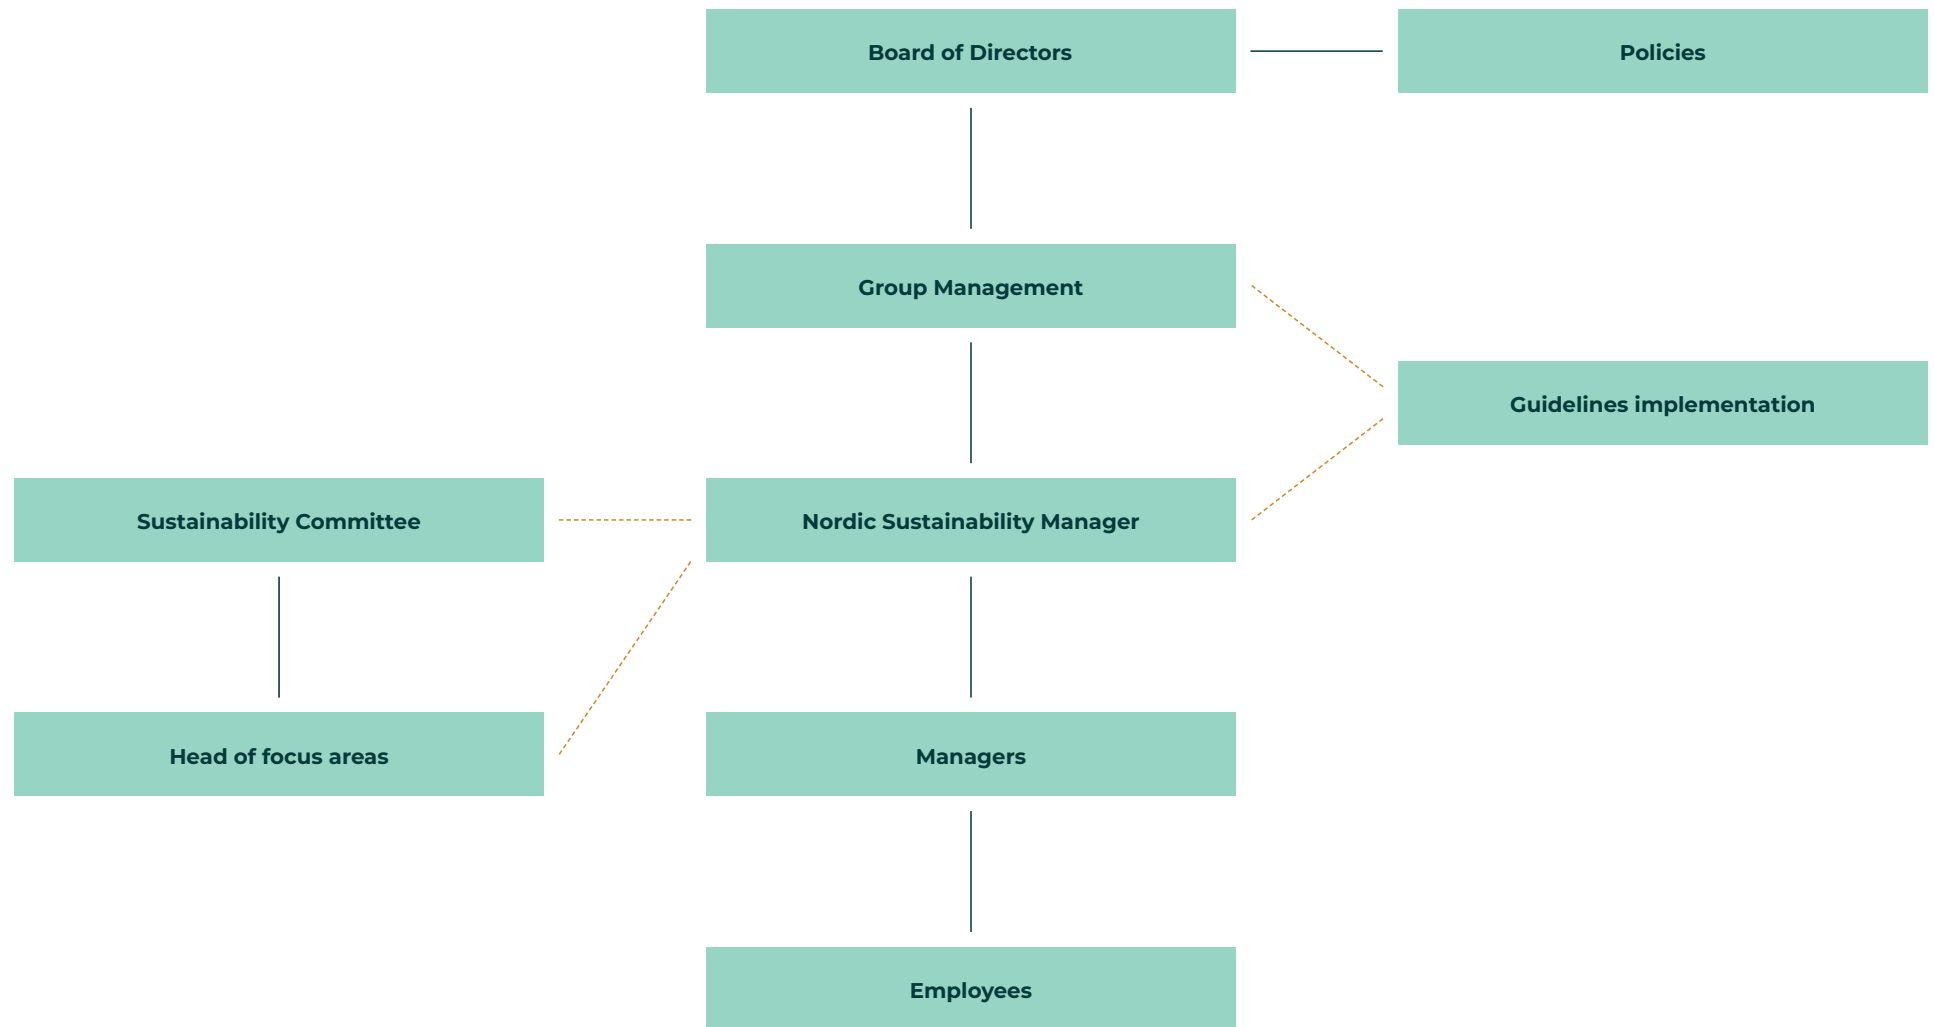 Board of Directors
Policies
Group Management
Guidelines implementation
Sustainability Committee
Nordic Sustainability Manager
Head of focus areas
Managers
Employees